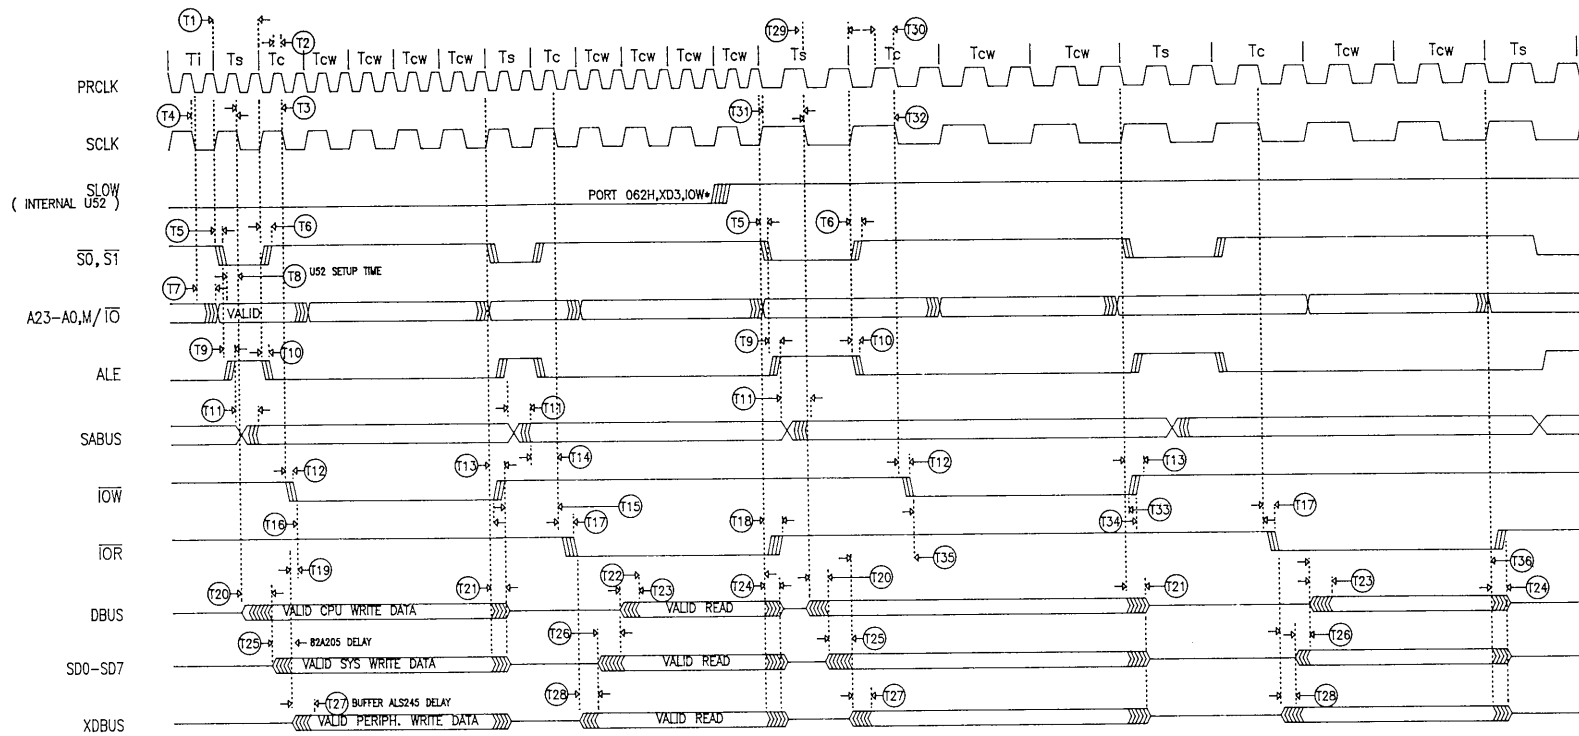 T1 T29 T30
T2
Ti Ts Tc Tcw Tcw Tcw Tcw Ts Tc Tcw Tcw Tcw Tcw Ts Tc Tcw Tcw Ts Tc Tcw Tcw Ts
PRCLK
T4 T3 T31 T32
SCLK
SLOW
( INTERNAL U52 )
PORT 062H,XD3,IOW*
T5 T6 T5 T6
S0, S1
T8 U52 SETUP TIME
T7
A23-A0,M/IO
VALID
T9 T10 T9 T10
ALE
T11 T11 T11
SABUS
T12 T13 T14 T12 T13
IOW
T16 T15 T17 T18 T33 T34 T17
IOR
T35
T19 T36
T20 T21 T22 T23 T24 T20 T21 T23 T24
DBUS
VALID CPU WRITE DATA VALID READ
T25 82A205 DELAY T26 T25 T26
SD0-SD7
VALID SYS WRITE DATA VALID READ
T27 BUFFER ALS245 DELAY T28 T27 T28
XDBUS
VALID PERIPH. WRITE DATA VALID READ